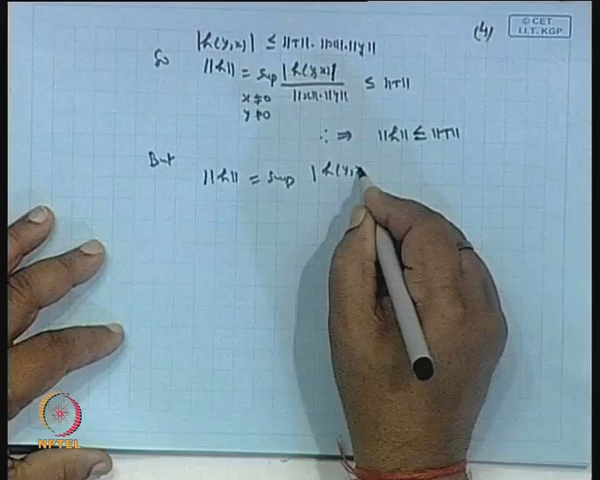 (4)
© CET
I.I.T. KGP
So |h(y,x)| ≤ ||T||. ||x||.||y||
||h|| = Sup |h(y,x)| / ||x||.||y|| ≤ ||T||
x≠0
y≠0
∴ ⇒ ||h|| ≤ ||T||
But
||h|| = Sup |h(y,x
NPTEL